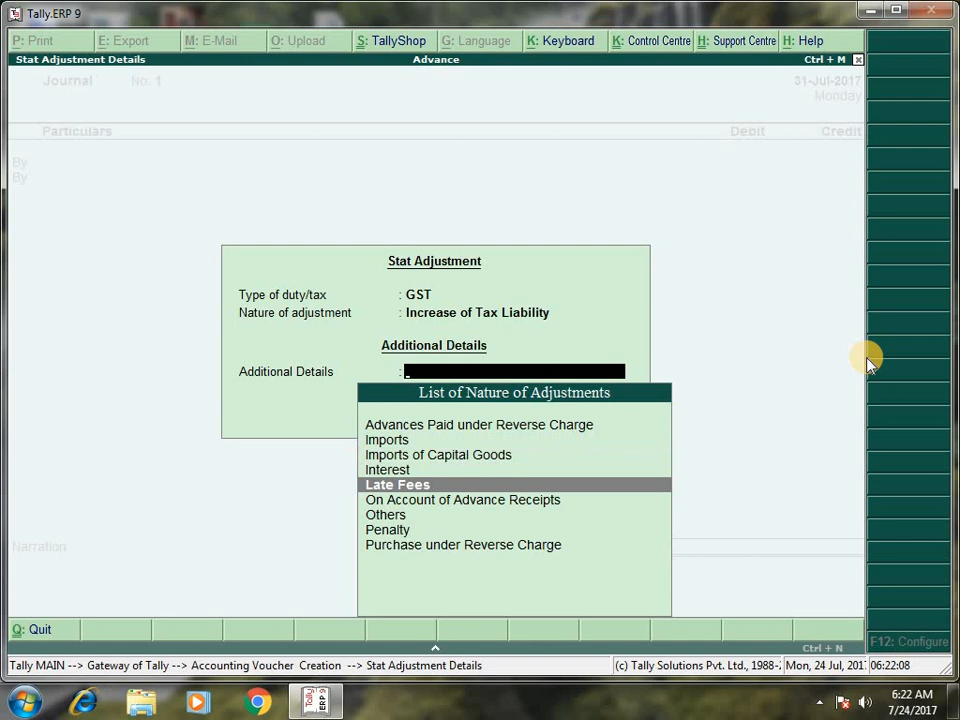 Tally.ERP 9
P: Print E: Export M: E-Mail O: Upload S: TallyShop G: Language K: Keyboard K: Control Centre H: Support Centre H: Help
Stat Adjustment Details Advance Ctrl + M
Journal No. 1 31-Jul-2017
Monday
Particulars Debit Credit
By
By
Stat Adjustment
Type of duty/tax : GST
Nature of adjustment : Increase of Tax Liability
Additional Details
Additional Details :
List of Nature of Adjustments
Advances Paid under Reverse Charge
Imports
Imports of Capital Goods
Interest
Late Fees
On Account of Advance Receipts
Others
Penalty
Purchase under Reverse Charge
Narration
Q: Quit
F12: Configure
Ctrl + N
Tally MAIN --> Gateway of Tally --> Accounting Voucher Creation --> Stat Adjustment Details (c) Tally Solutions Pvt. Ltd., 1988-2 Mon, 24 Jul, 201 06:22:08
Tally ERP 9
6:22 AM
7/24/2017